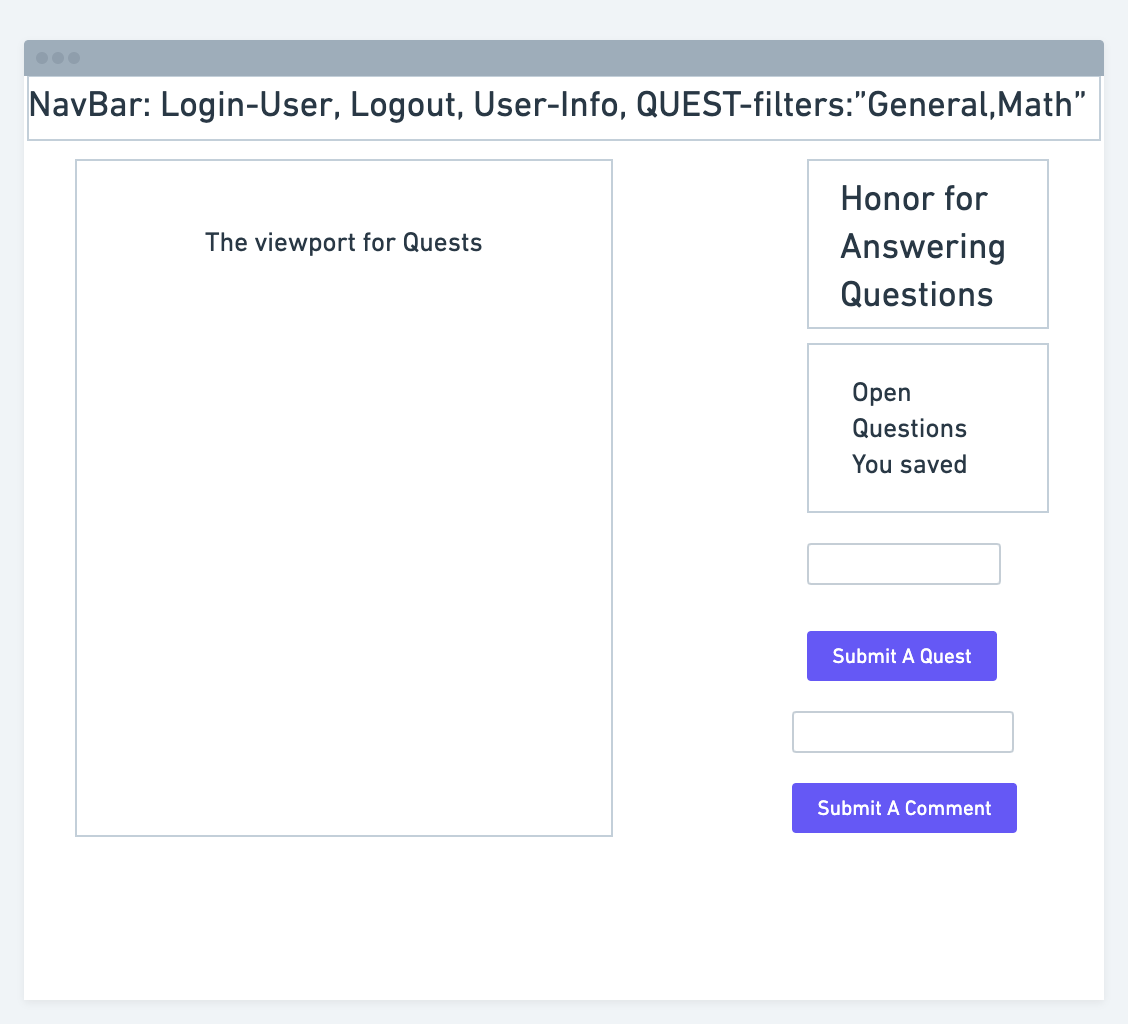 NavBar: Login-User, Logout, User-Info, QUEST-filters:”General,Math”
The viewport for Quests
Honor for
Answering
Questions
Open
Questions
You saved
Submit A Quest
Submit A Comment